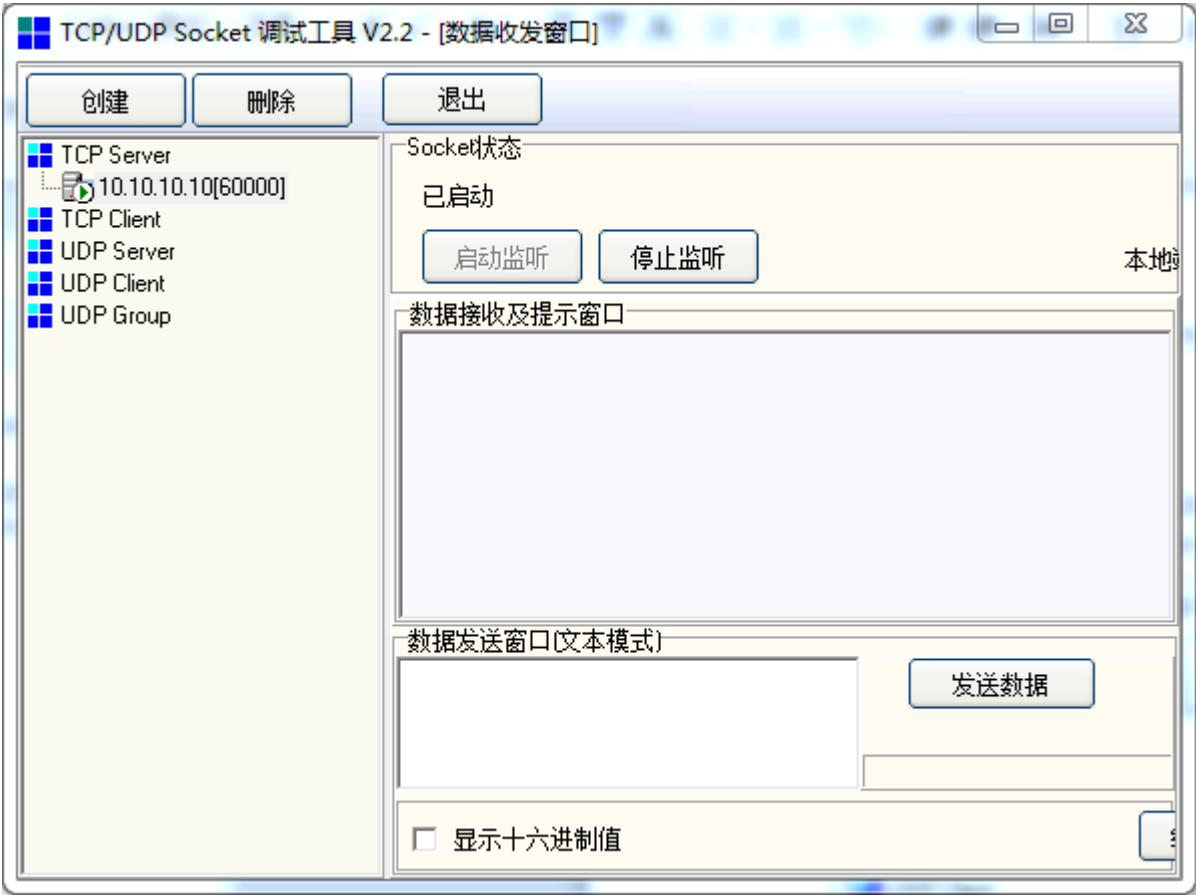 TCP/UDP Socket 调试工具 V2.2 - [数据收发窗口]
创建 删除 退出
TCP Server
10.10.10.10[60000]
TCP Client
UDP Server
UDP Client
UDP Group
Socket状态
已启动
启动监听 停止监听 本地
数据接收及提示窗口
数据发送窗口(文本模式)
发送数据
显示十六进制值